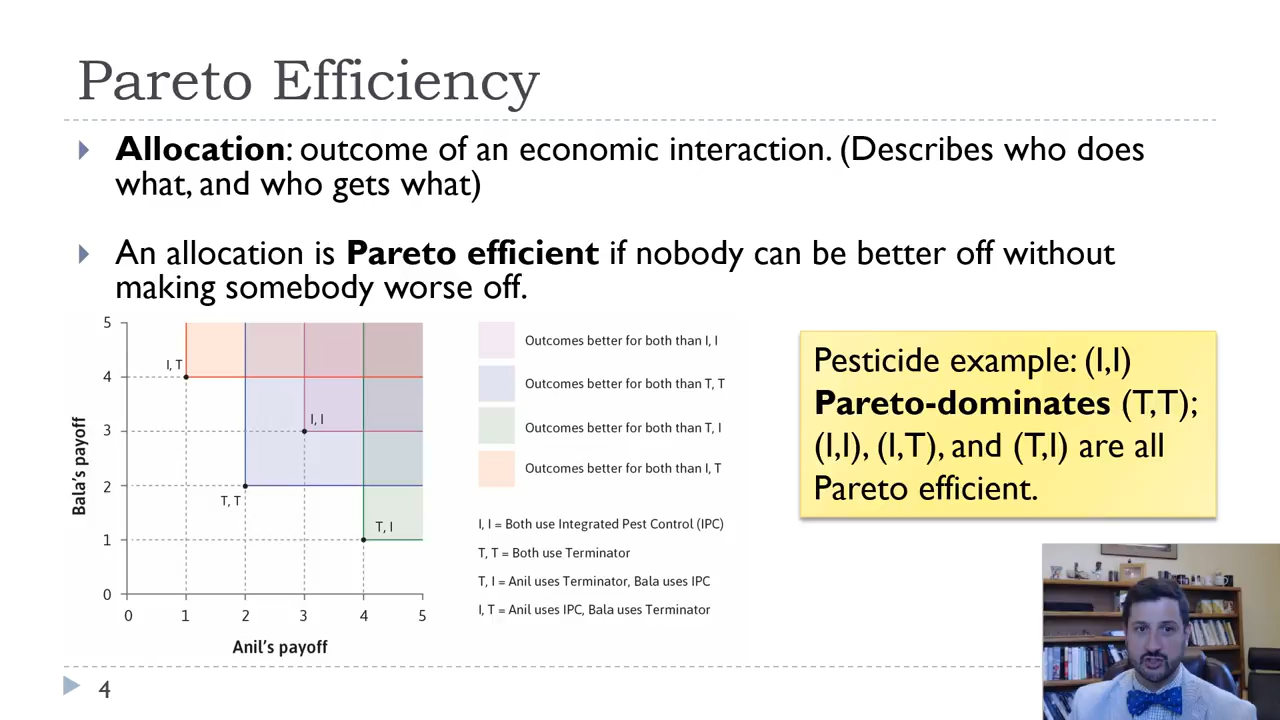 Pareto Efficiency
Allocation: outcome of an economic interaction. (Describes who does
what, and who gets what)
An allocation is Pareto efficient if nobody can be better off without
making somebody worse off.
5
4
3
2
1
0
Bala's payoff
I, T
I, I
T, T
T, I
0 1 2 3 4 5
Anil's payoff
Outcomes better for both than I, I
Outcomes better for both than T, T
Outcomes better for both than T, I
Outcomes better for both than I, T
I, I = Both use Integrated Pest Control (IPC)
T, T = Both use Terminator
T, I = Anil uses Terminator, Bala uses IPC
I, T = Anil uses IPC, Bala uses Terminator
Pesticide example: (I,I)
Pareto-dominates (T,T);
(I,I), (I,T), and (T,I) are all
Pareto efficient.
4